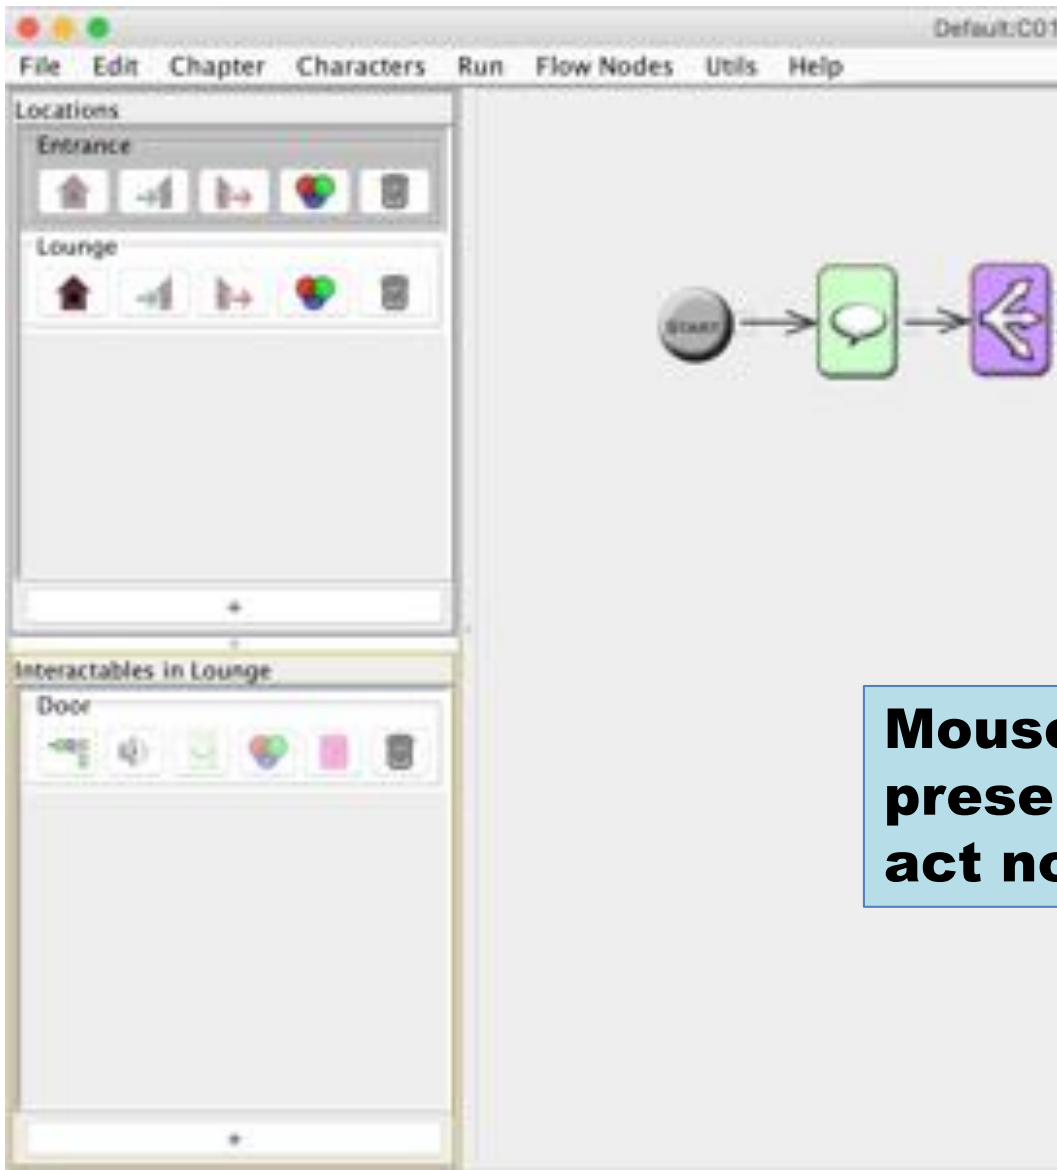 Default:C01
File Edit Chapter Characters Run Flow Nodes Utils Help
Locations
Entrance
Lounge
START
+
Interactables in Lounge
Door
Mouse
prese
act no
+